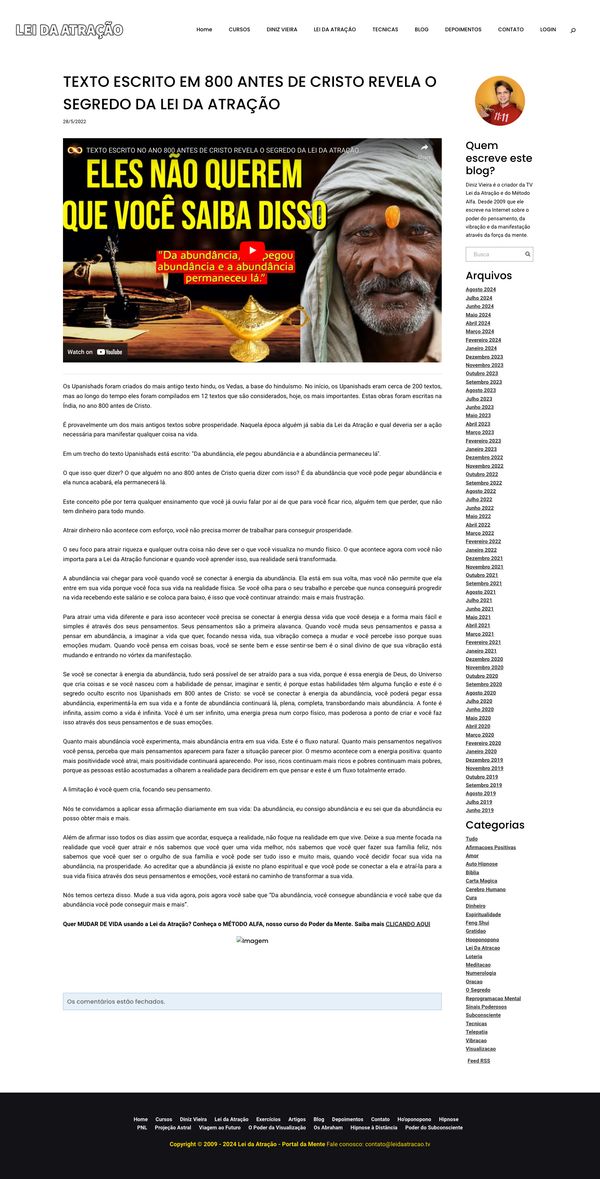 LEI DA ATRAÇÃO
Home CURSOS DINIZ VIEIRA LEI DA ATRAÇÃO TECNICAS BLOG DEPOIMENTOS CONTATO LOGIN
TEXTO ESCRITO EM 800 ANTES DE CRISTO REVELA O
SEGREDO DA LEI DA ATRAÇÃO
28/5/2022
TEXTO ESCRITO NO ANO 800 ANTES DE CRISTO REVELA O SEGREDO DA LEI DA ATRAÇÃO...
Share
ELES NÃO QUEREM
QUE VOCÊ SAIBA DISSO
"Da abundância, pegou
abundância e a abundância
permaneceu lá."
Watch on YouTube
Os Upanishads foram criados do mais antigo texto hindu, os Vedas, a base do hinduismo. No início, os Upanishads eram cerca de 200 textos,
mas ao longo do tempo eles foram compilados em 12 textos que são considerados, hoje, os mais importantes. Estas obras foram escritas na
Índia, no ano 800 antes de Cristo.
É provavelmente um dos mais antigos textos sobre prosperidade. Naquela época alguém já sabia da Lei da Atração e qual deveria ser a ação
necessária para manifestar qualquer coisa na vida.
Em um trecho do texto Upanishads está escrito: "Da abundância, ele pegou abundância e a abundância permaneceu lá".
O que isso quer dizer? O que alguém no ano 800 antes de Cristo queria dizer com isso? É da abundância que você pode pegar abundância e
ela nunca acabará, ela permanecerá lá.
Este conceito põe por terra qualquer ensinamento que você já ouviu falar por aí de que para você ficar rico, alguém tem que perder, que não
tem dinheiro para todo mundo.
Atrair dinheiro não acontece com esforço, você não precisa morrer de trabalhar para conseguir prosperidade.
O seu foco para atrair riqueza e qualquer outra coisa não deve ser o que você visualiza no mundo físico. O que acontece agora com você não
importa para a Lei da Atração funcionar e quando você aprender isso, sua realidade será transformada.
A abundância vai chegar para você quando você se conectar à energia da abundância. Ela está em sua volta, mas você não permite que ela
entre em sua vida porque você foca sua vida na realidade física. Se você olha para o seu trabalho e percebe que nunca conseguirá progredir
na vida recebendo este salário e se coloca para baixo, é isso que você continuar atraindo: mais e mais frustração.
Para atrair uma vida diferente e para isso acontecer você precisa se conectar à energia dessa vida que você deseja e a forma mais fácil e
simples é através dos seus pensamentos. Seus pensamentos são a primeira alavanca. Quando você muda seus pensamentos e passa a
pensar em abundância, a imaginar a vida que quer, focando nessa vida, sua vibração começa a mudar e você percebe isso porque suas
emoções mudam. Quando você pensa em coisas boas, você se sente bem e esse sentir-se bem é o sinal divino de que sua vibração está
mudando e entrando no vórtex da manifestação.
Se você se conectar à energia da abundância, tudo será possível de ser atraído para a sua vida, porque é essa energia de Deus, do Universo
que cria coisas e se você nasceu com a habilidade de pensar, imaginar e sentir, é porque estas habilidades têm alguma função e este é o
segredo oculto escrito nos Upanishads em 800 antes de Cristo: se você se conectar à energia da abundância, você poderá pegar essa
abundância, experimentá-la em sua vida e a fonte de abundância continuará lá, plena, completa, transbordando mais abundância. A fonte é
infinita, assim como a vida é infinita. Você é um ser infinito, uma energia presa num corpo físico, mas poderosa a ponto de criar e você faz
isso através dos seus pensamentos e de suas emoções.
Quanto mais abundância você experimenta, mais abundância entra em sua vida. Este é o fluxo natural. Quanto mais pensamentos negativos
você pensa, perceba que mais pensamentos aparecem para fazer a situação parecer pior. O mesmo acontece com a energia positiva: quanto
mais positividade você atrai, mais positividade continuará aparecendo. Por isso, ricos continuam mais ricos e pobres continuam mais pobres,
porque as pessoas estão acostumadas a olharem a realidade para decidirem em que pensar e este é um fluxo totalmente errado.
A limitação é você quem cria, focando seu pensamento.
Nós te convidamos a aplicar essa afirmação diariamente em sua vida: Da abundância, eu consigo abundância e eu sei que da abundância eu
posso obter mais e mais.
Além de afirmar isso todos os dias assim que acordar, esqueça a realidade, não foque na realidade em que vive. Deixe a sua mente focada na
realidade que você quer atrair e nós sabemos que você quer uma vida melhor, nós sabemos que você quer fazer sua família feliz, nós
sabemos que você quer ser o orgulho de sua família e você pode ser tudo isso e muito mais, quando você decidir focar sua vida na
abundância, na prosperidade. Ao acreditar que a abundância já existe no plano espiritual e que você pode se conectar a ela e atraí-la para a
sua vida física através dos seus pensamentos e emoções, você estará no caminho de transformar a sua vida.
Nós temos certeza disso. Mude a sua vida agora, pois agora você sabe que "Da abundância, você consegue abundância e você sabe que da
abundância você pode conseguir mais e mais".
Quer MUDAR DE VIDA usando a Lei da Atração? Conheça o MÉTODO ALFA, nosso curso do Poder da Mente. Saiba mais CLICANDO AQUI
Imagem
Os comentários estão fechados.
11:11
Quem
escreve este
blog?
Diniz Vieira é o criador da TV
Lei da Atração e do Método
Alfa. Desde 2009 que ele
escreve na Internet sobre o
poder do pensamento, da
vibração e da manifestação
através da força da mente.
Busca
Arquivos
Agosto 2024
Julho 2024
Junho 2024
Maio 2024
Abril 2024
Março 2024
Fevereiro 2024
Janeiro 2024
Dezembro 2023
Novembro 2023
Outubro 2023
Setembro 2023
Agosto 2023
Julho 2023
Junho 2023
Maio 2023
Abril 2023
Março 2023
Fevereiro 2023
Janeiro 2023
Dezembro 2022
Novembro 2022
Outubro 2022
Setembro 2022
Agosto 2022
Julho 2022
Junho 2022
Maio 2022
Abril 2022
Março 2022
Fevereiro 2022
Janeiro 2022
Dezembro 2021
Novembro 2021
Outubro 2021
Setembro 2021
Agosto 2021
Julho 2021
Junho 2021
Maio 2021
Abril 2021
Março 2021
Fevereiro 2021
Janeiro 2021
Dezembro 2020
Novembro 2020
Outubro 2020
Setembro 2020
Agosto 2020
Julho 2020
Junho 2020
Maio 2020
Abril 2020
Março 2020
Fevereiro 2020
Janeiro 2020
Dezembro 2019
Novembro 2019
Outubro 2019
Setembro 2019
Agosto 2019
Julho 2019
Junho 2019
Categorias
Tudo
Afirmacoes Positivas
Amor
Auto Hipnose
Biblia
Carta Magica
Cerebro Humano
Cura
Dinheiro
Espiritualidade
Feng Shui
Gratidao
Hooponopono
Lei Da Atracao
Loteria
Meditacao
Numerologia
Oracao
O Segredo
Reprogramacao Mental
Sinais Poderosos
Subconsciente
Tecnicas
Telepatia
Vibracao
Visualizacao
Feed RSS
Home Cursos Diniz Vieira Lei da Atração Exercícios Artigos Blog Depoimentos Contato Ho'oponopono Hipnose
PNL Projeção Astral Viagem ao Futuro O Poder da Visualização Os Abraham Hipnose à Distância Poder do Subconsciente
Copyright © 2009 - 2024 Lei da Atração - Portal da Mente Fale conosco: contato@leidaatracao.tv